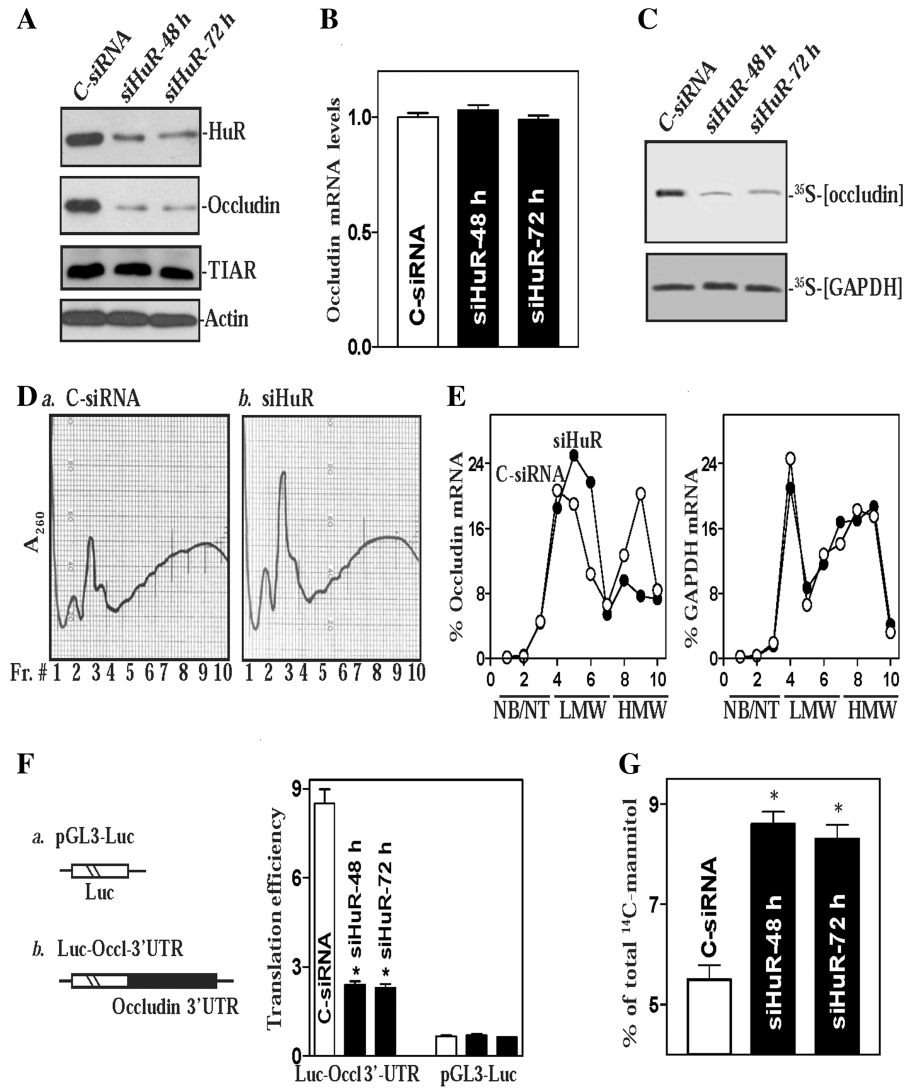 A
C-siRNA
siHuR-48 h
siHuR-72 h
-HuR
-Occludin
-TIAR
-Actin
B
Occludin mRNA levels
1.0
0.5
0.0
C-siRNA
siHuR-48 h
siHuR-72 h
C
C-siRNA
siHuR-48 h
siHuR-72 h
-35S-[occludin]
-35S-[GAPDH]
D
a. C-siRNA
b. siHuR
A260
Fr. # 1 2 3 4 5 6 7 8 9 10
1 2 3 4 5 6 7 8 9 10
E
% Occludin mRNA
24
16
8
0
siHuR
C-siRNA
0 2 4 6 8 10
NB/NT LMW HMW
% GAPDH mRNA
24
16
8
0
0 2 4 6 8 10
NB/NT LMW HMW
F
a. pGL3-Luc
Luc
b. Luc-Occl-3'UTR
Occludin 3'UTR
Translation efficiency
9
6
3
0
C-siRNA
* siHuR-48 h
* siHuR-72 h
Luc-Occl 3'-UTR pGL3-Luc
G
% of total 14C-mannitol
9
7
5
C-siRNA
*
siHuR-48 h
*
siHuR-72 h